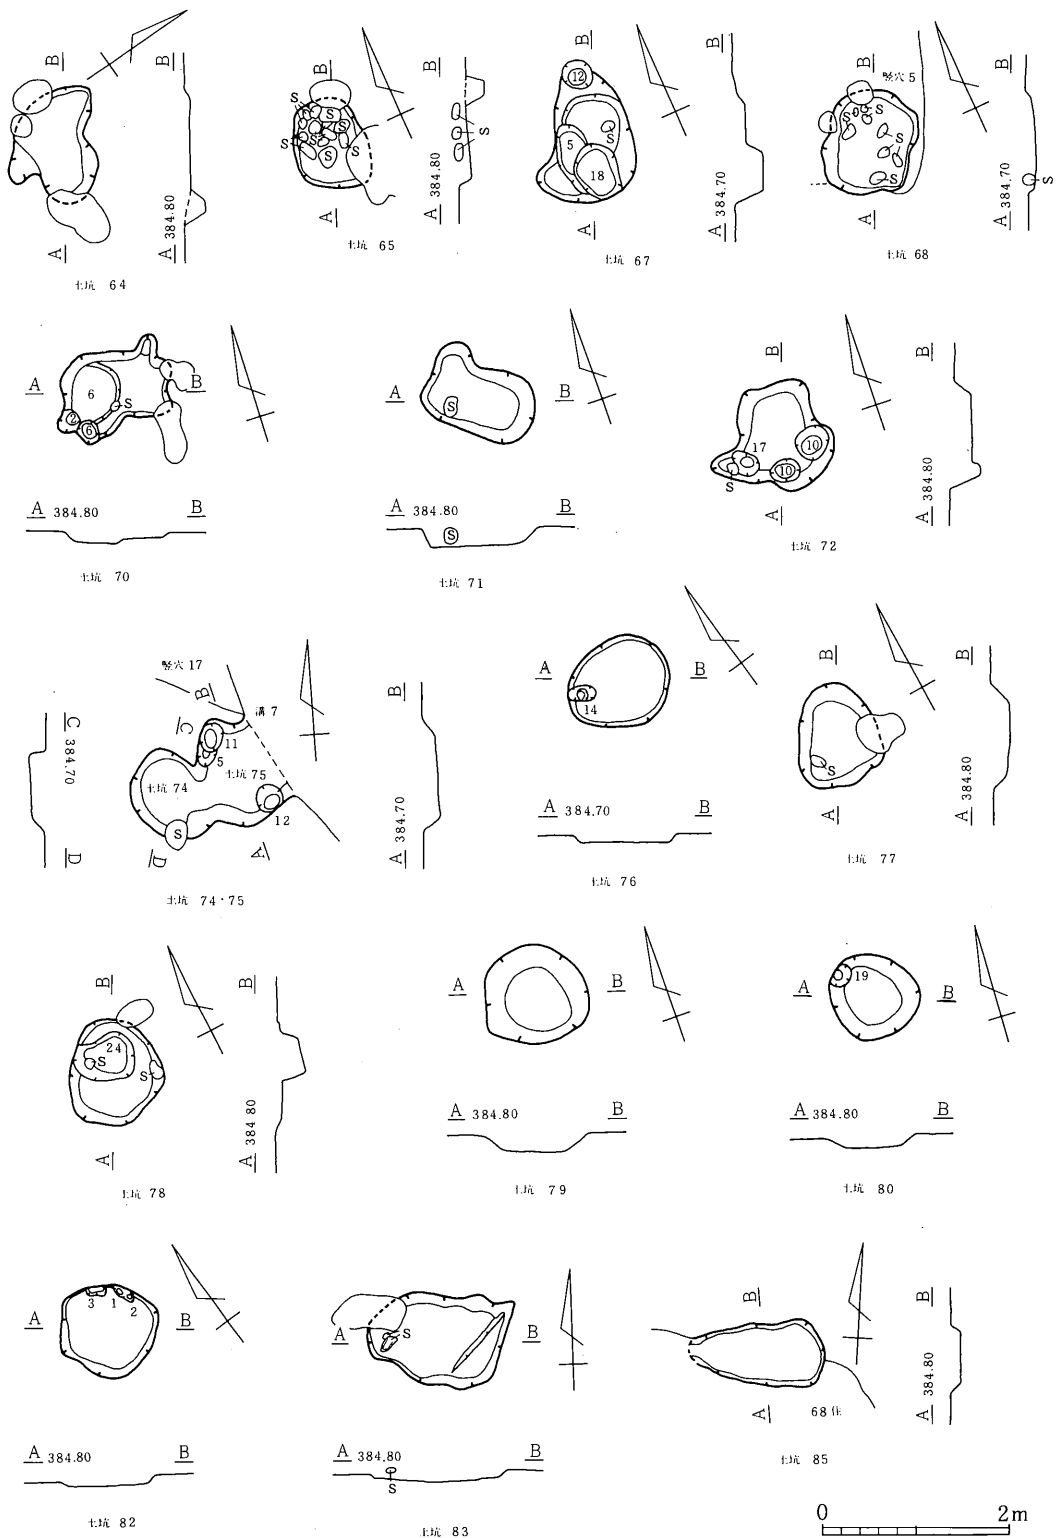 B
A
B
A 384.80
土坑 64
S
S
S
S
S
S
S
B
A
B
S
A 384.80
土坑 65
B
12
S
5
18
A
B
A 384.70
土坑 67
B
竪穴 5
S
S
S
S
S
A
B
S
A 384.70
土坑 68
A
6
2
6
S
B
A 384.80 B
土坑 70
A
S
B
A 384.80 B
S
土坑 71
B
17
10
10
S
A
B
A 384.80
土坑 72
竪穴 17
B
C
溝 7
11
5
土坑 74
土坑 75
12
S
D
A
C 384.70
D
B
A 384.70
土坑 74・75
A
14
B
A 384.70 B
土坑 76
B
S
A
B
A 384.80
土坑 77
B
24
S
S
A
B
A 384.80
土坑 78
A
B
A 384.80 B
土坑 79
A
19
B
A 384.80 B
土坑 80
3 1 2
A
B
A 384.80 B
土坑 82
A
S
B
A 384.80 B
S
土坑 83
B
A
68住
B
A 384.80
土坑 85
0 2m